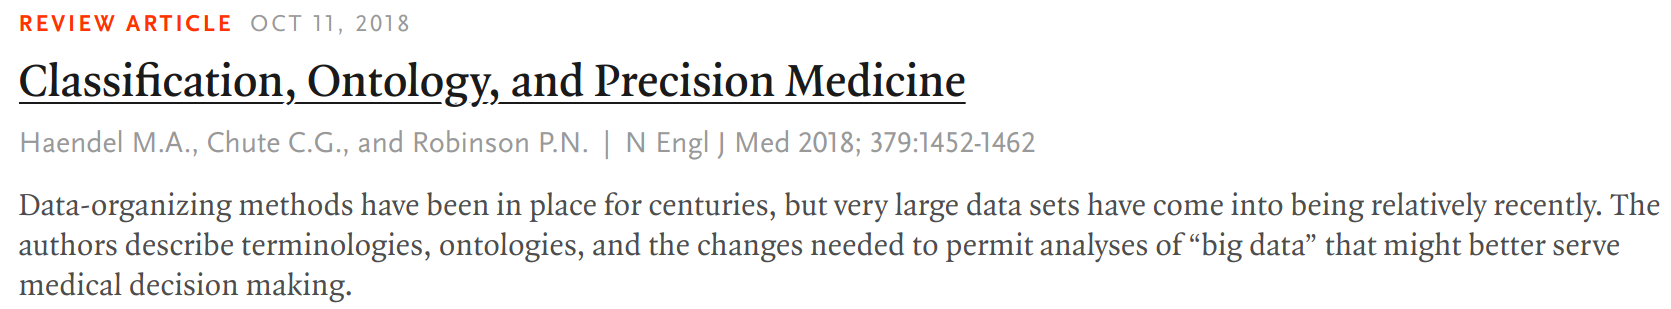 REVIEW ARTICLE OCT 11, 2018
Classification, Ontology, and Precision Medicine
Haendel M.A., Chute C.G., and Robinson P.N. | N Engl J Med 2018; 379:1452-1462
Data-organizing methods have been in place for centuries, but very large data sets have come into being relatively recently. The
authors describe terminologies, ontologies, and the changes needed to permit analyses of “big data” that might better serve
medical decision making.